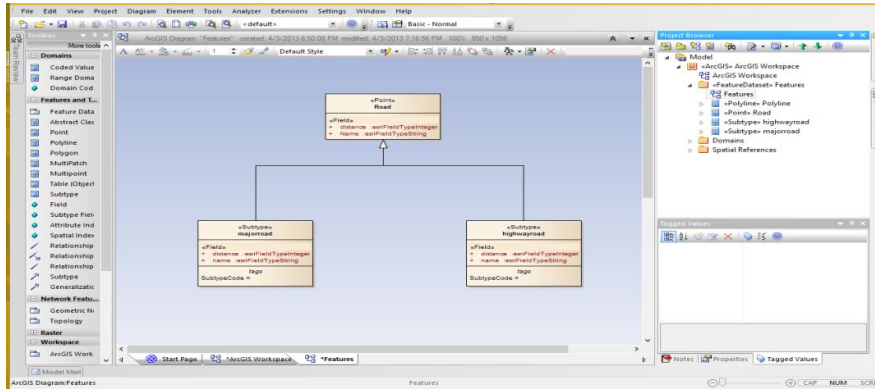 File Edit View Project Diagram Element Tools Analyzer Extensions Settings Window Help
<default>
Basic - Normal
Toolbox
More tools
Domains
Coded Value
Range Doma
Domain Cod
Features and T...
Feature Data
Abstract Clas
Point
Polyline
Polygon
MultiPatch
Multipoint
Table (Object
Subtype
Field
Subtype Field
Attribute Ind
Spatial Index
Relationship
Relationship
Relationship
Subtype
Generalizatic
Network Featu...
Geometric N
Topology
Raster
Workspace
ArcGIS Work
Team Review
ArcGIS Diagram: "Features" created: 4/3/2013 6:50:08 PM modified: 4/3/2013 7:16:56 PM 100% 850 x 1098
1
Default Style
«Point»
Road
«Field»
+ distance :esriFieldTypeInteger
+ Name :esriFieldTypeString
«Subtype»
majorroad
«Field»
+ distance :esriFieldTypeInteger
+ name :esriFieldTypeString
tags
SubtypeCode =
«Subtype»
highwayroad
«Field»
+ distance :esriFieldTypeInteger
+ name :esriFieldTypeString
tags
SubtypeCode =
Start Page
*ArcGIS Workspace
*Features
Project Browser
Model
«ArcGIS» ArcGIS Workspace
ArcGIS Workspace
«FeatureDataset» Features
Features
«Polyline» Polyline
«Point» Road
«Subtype» highwayroad
«Subtype» majorroad
Domains
Spatial References
Tagged Values
Notes
Properties
Tagged Values
Model Mail
ArcGIS Diagram:Features
Features
CAP NUM SCR